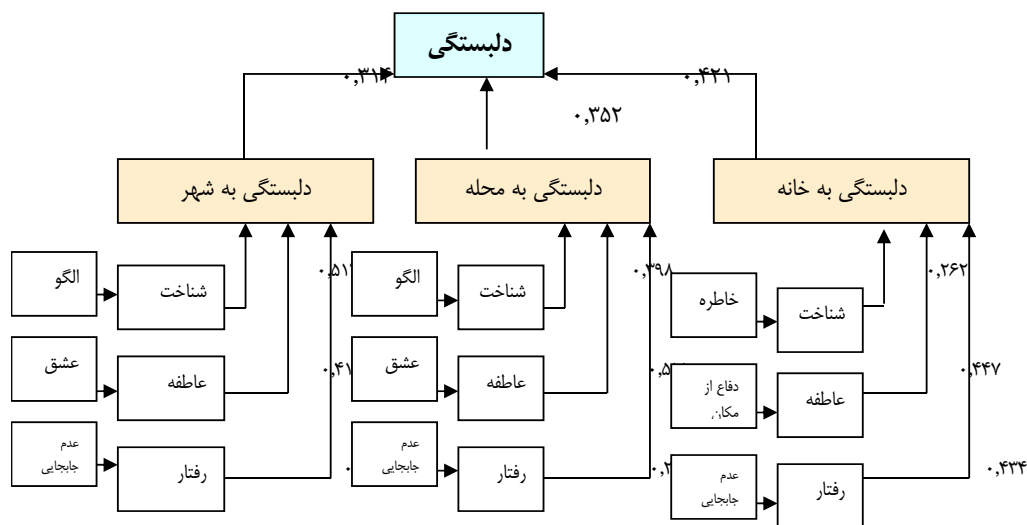 دلبستگی
۰,۴۲۱
۰,۳۱۴
۰,۳۵۲
دلبستگی به خانه
دلبستگی به محله
دلبستگی به شهر
۰,۲۶۲
خاطره
شناخت
۰,۴۴۷
دفاع از
مکان
عاطفه
۰,۴۳۴
عدم
جابجایی
رفتار
۰,۳۹۸
الگو
شناخت
عشق
عاطفه
عدم
جابجایی
رفتار
الگو
شناخت
عشق
عاطفه
عدم
جابجایی
رفتار